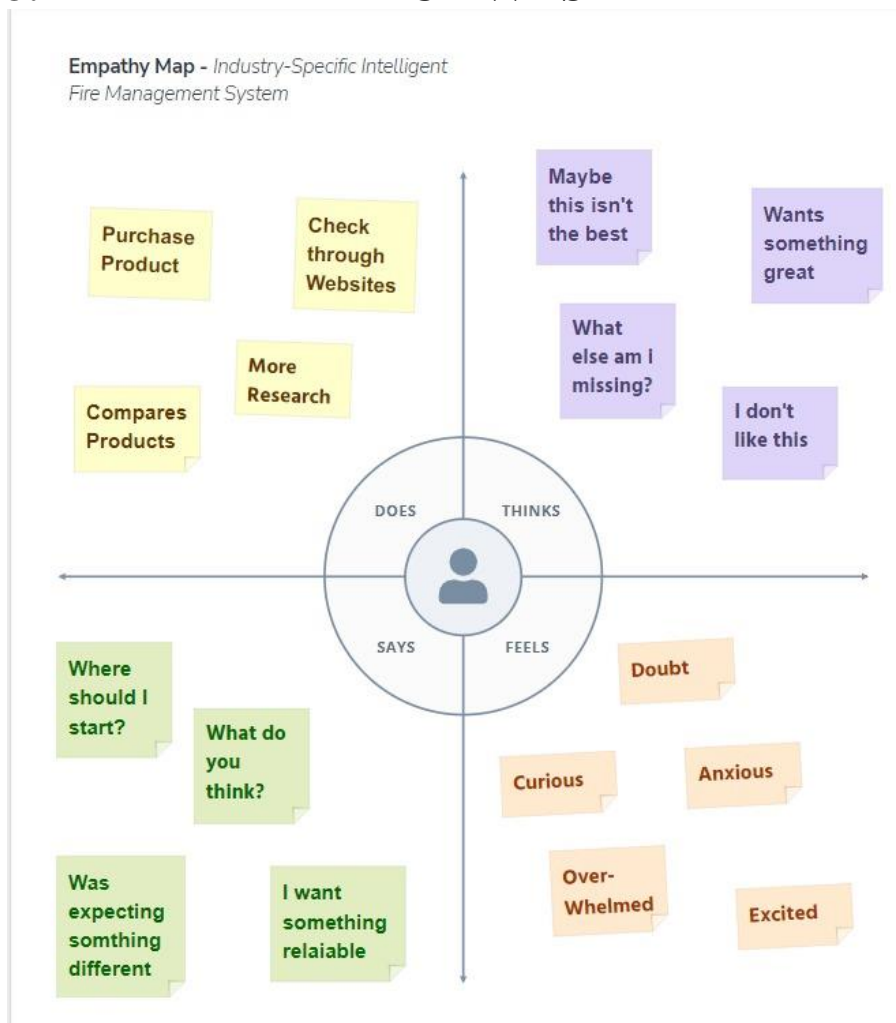 Empathy Map - Industry-Specific Intelligent
Fire Management System
Purchase
Product
Check
through
Websites
More
Research
Compares
Products
Maybe
this isn't
the best
Wants
something
great
What
else am i
missing?
I don't
like this
DOES
THINKS
SAYS
FEELS
Where
should I
start?
What do
you
think?
Was
expecting
somthing
different
I want
something
relaiable
Doubt
Curious
Anxious
Over-
Whelmed
Excited